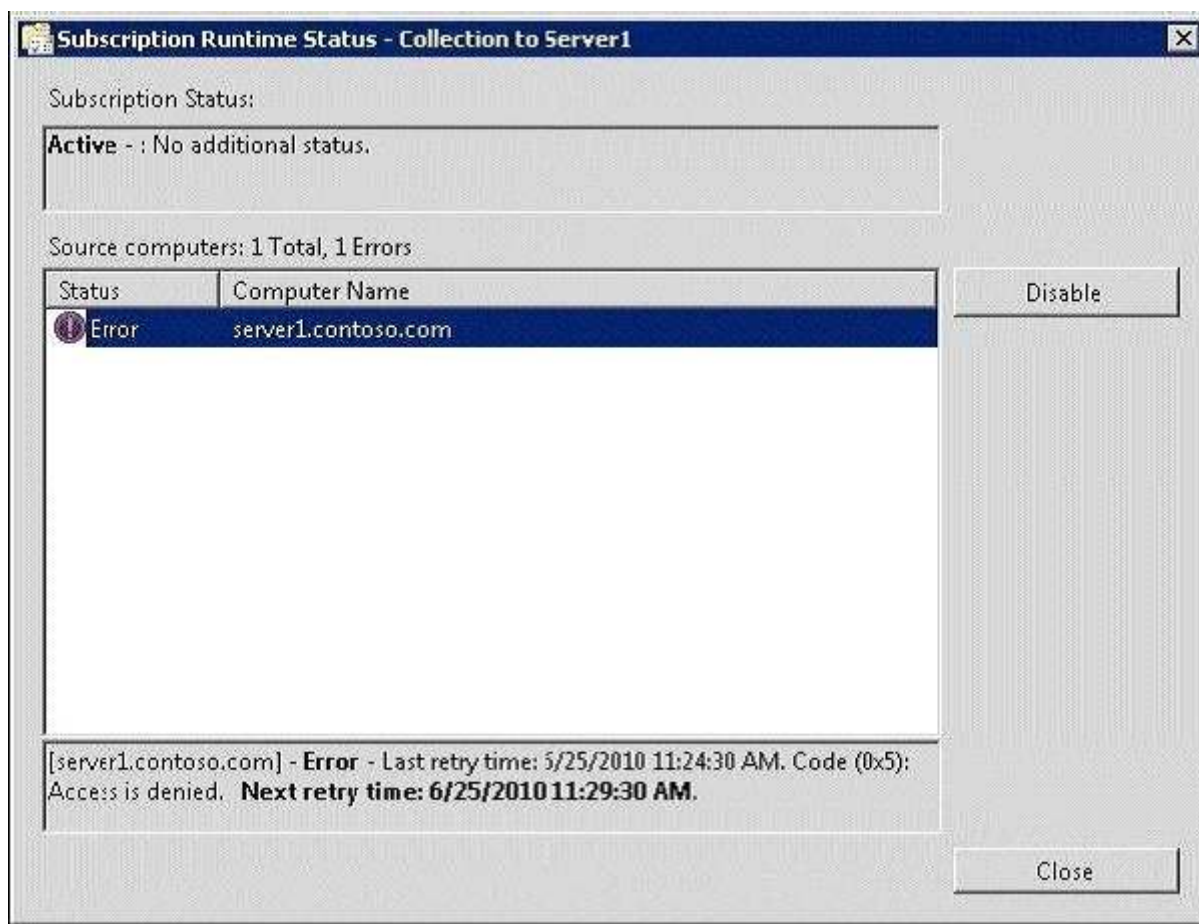 Subscription Runtime Status - Collection to Server1
Subscription Status:
Active - : No additional status.
Source computers: 1 Total, 1 Errors
Status Computer Name
Disable
Error server1.contoso.com
[server1.contoso.com] - Error - Last retry time: 6/25/2010 11:24:30 AM. Code (0x5):
Access is denied. Next retry time: 6/25/2010 11:29:30 AM.
Close